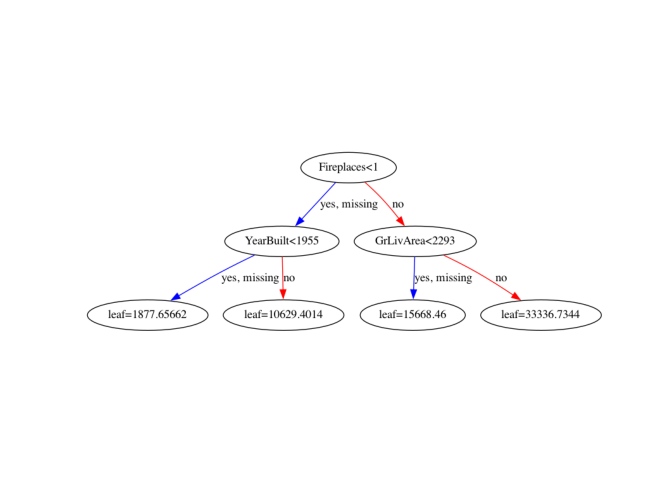 Fireplaces<1
yes, missing
no
YearBuilt<1955
GrLivArea<2293
yes, missing
no
yes, missing
no
leaf=1877.65662
leaf=10629.4014
leaf=15668.46
leaf=33336.7344